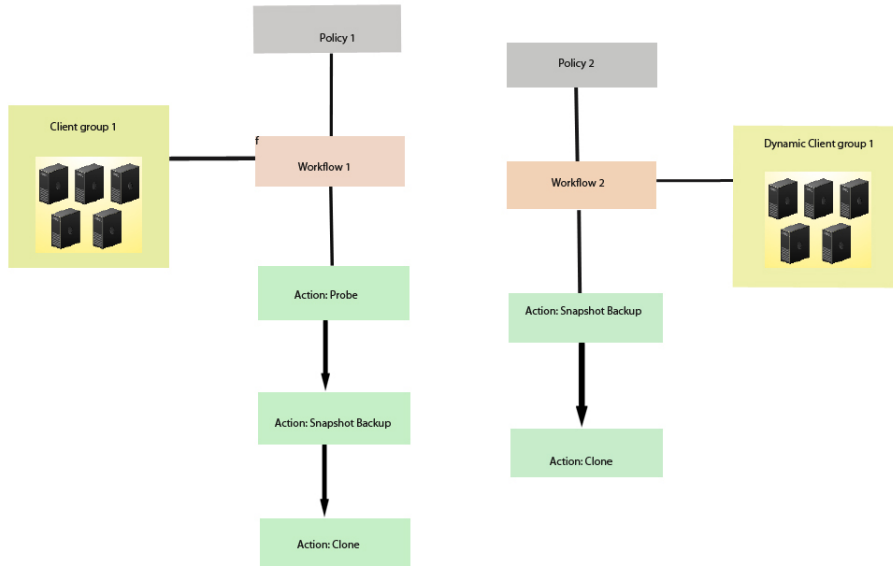 Policy 1
Policy 2
Client group 1
f
Workflow 1
Dynamic Client group 1
Workflow 2
Action: Probe
Action: Snapshot Backup
Action: Snapshot Backup
Action: Clone
Action: Clone